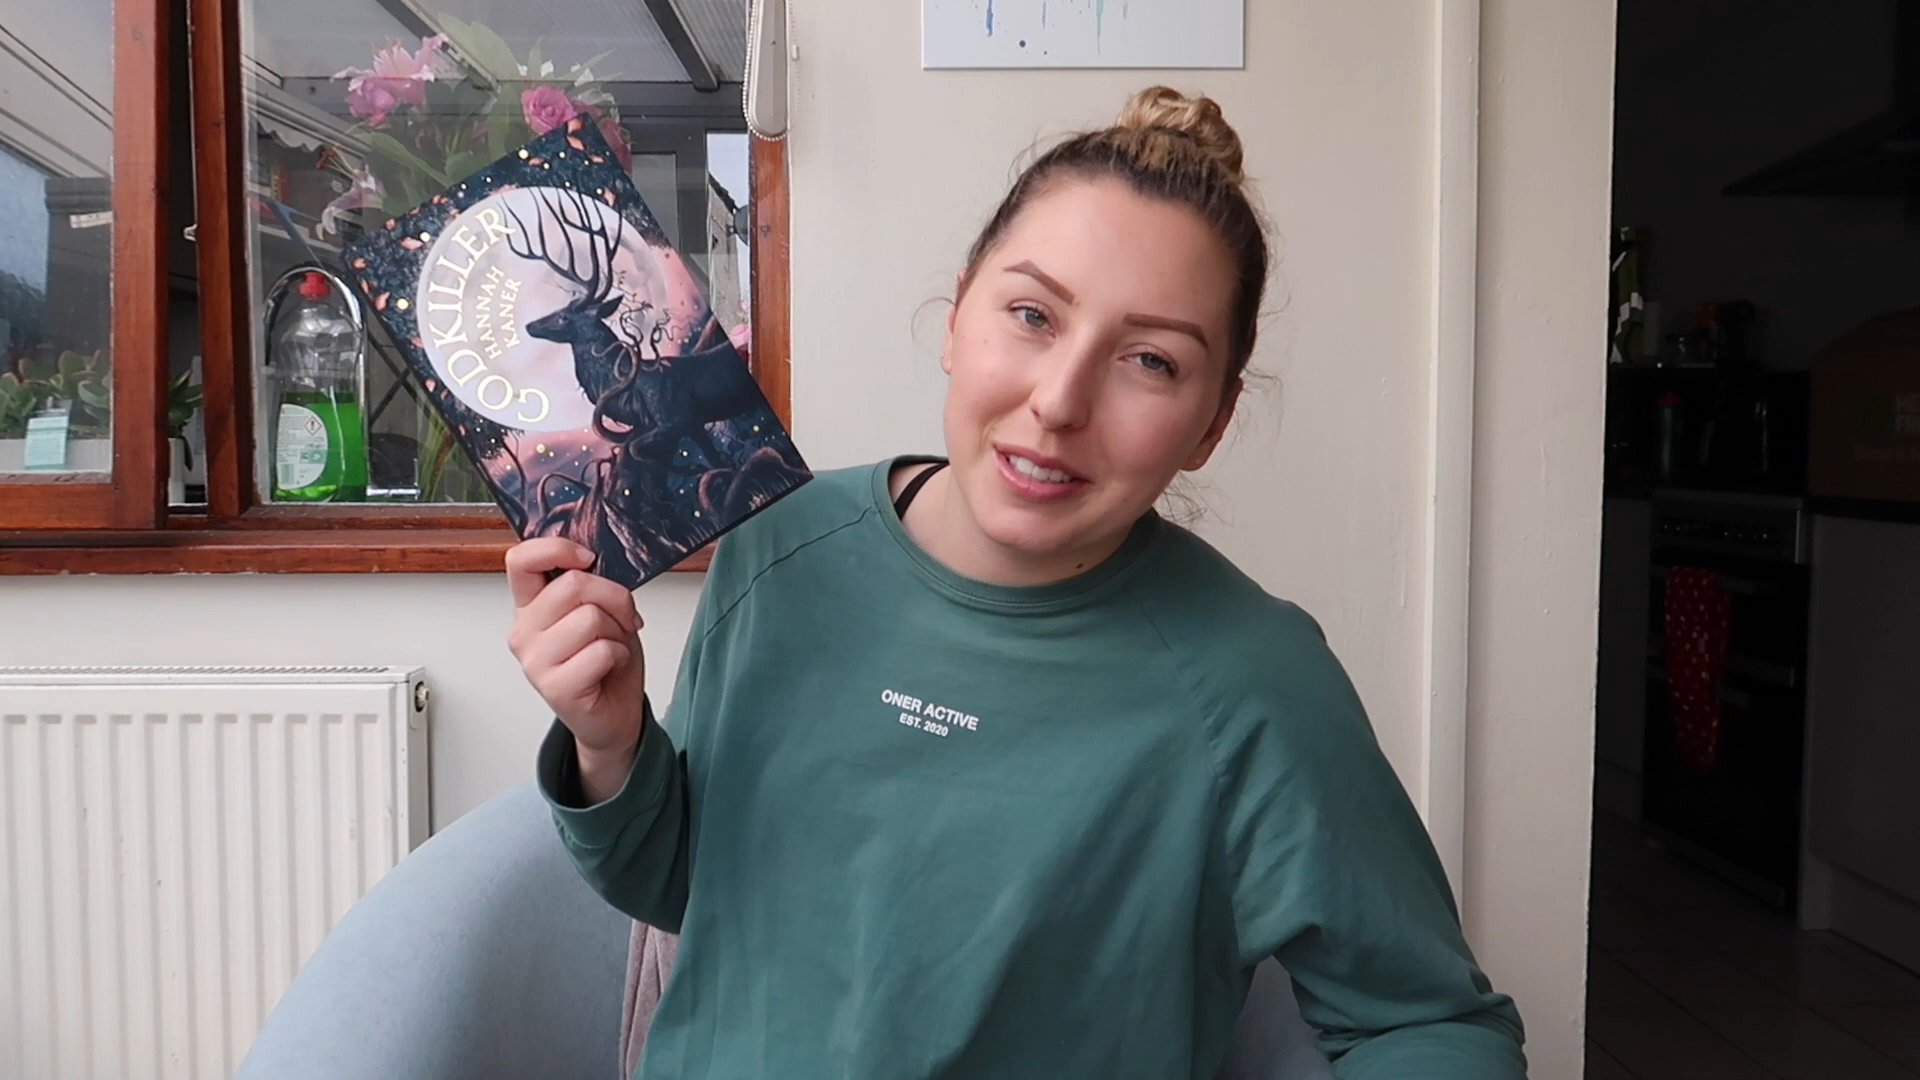 GODKILLER
HANNAH
KANER
ONER ACTIVE
EST. 2020